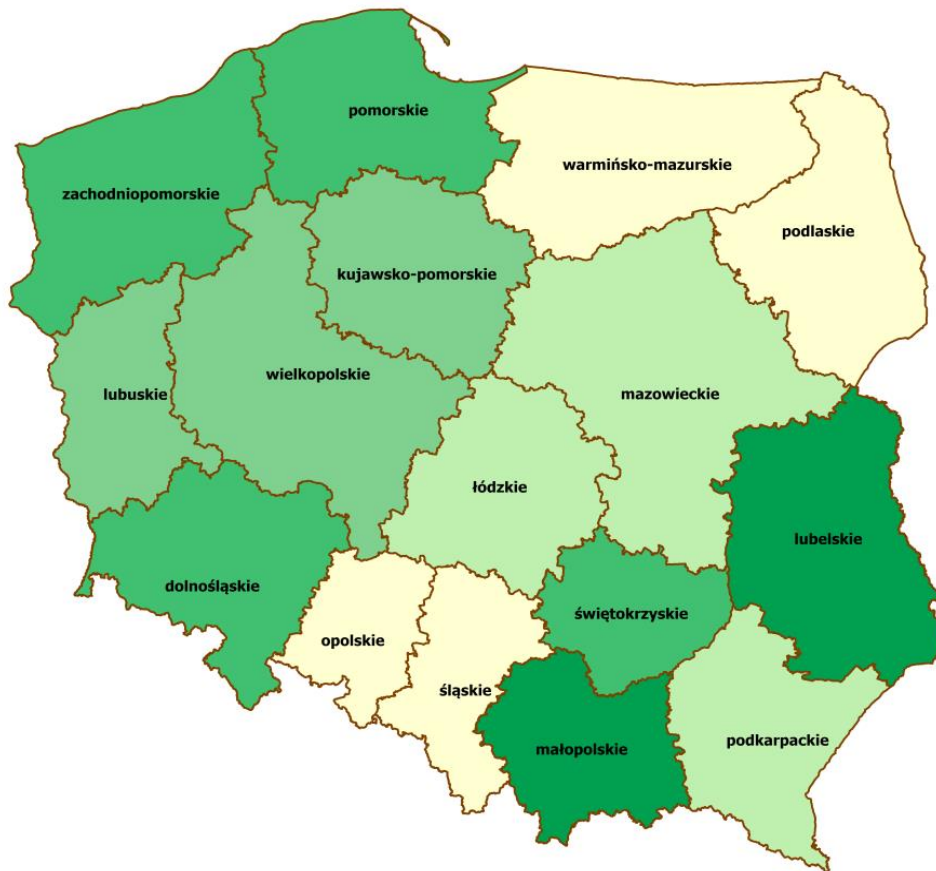 pomorskie
warmińsko-mazurskie
zachodniopomorskie
podlaskie
kujawsko-pomorskie
wielkopolskie
lubuskie
mazowieckie
łódzkie
lubelskie
dolnośląskie
świętokrzyskie
opolskie
śląskie
podkarpackie
małopolskie